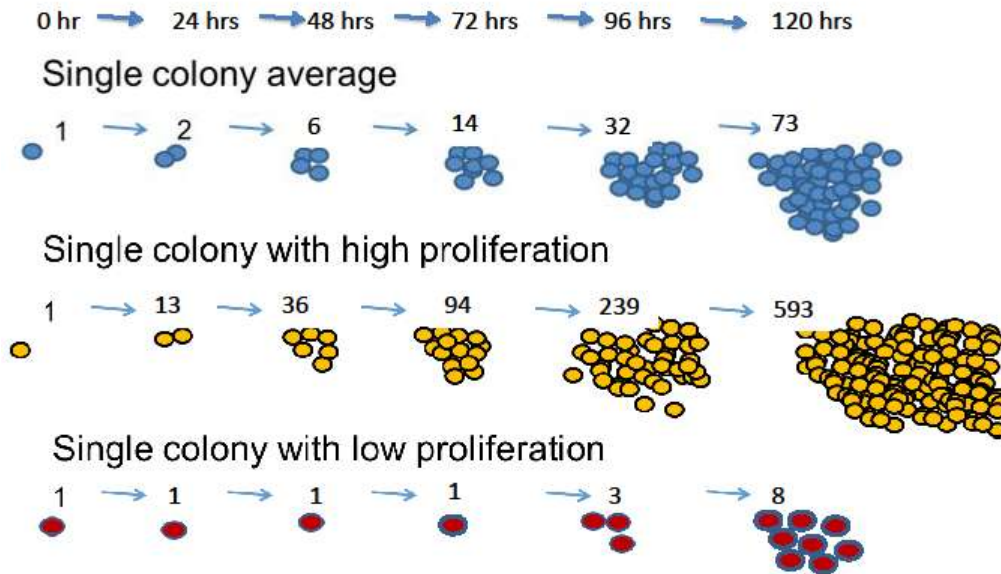 0 hr 24 hrs 48 hrs 72 hrs 96 hrs 120 hrs
Single colony average
1 2 6 14 32 73
Single colony with high proliferation
1 13 36 94 239 593
Single colony with low proliferation
1 1 1 1 3 8